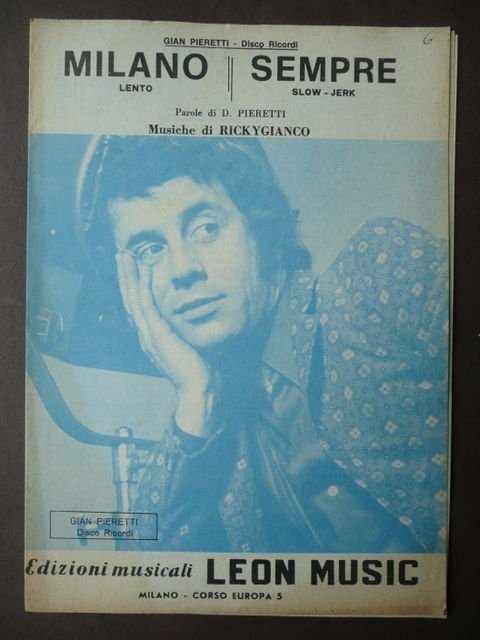 6
GIAN PIERETTI - Disco Ricordi
MILANO SEMPRE
LENTO SLOW - JERK
Parole di D. PIERETTI
Musiche di RICKYGIANCO
GIAN PIERETTI
Disco Ricordi
Edizioni musicali LEON MUSIC
MILANO - CORSO EUROPA 5